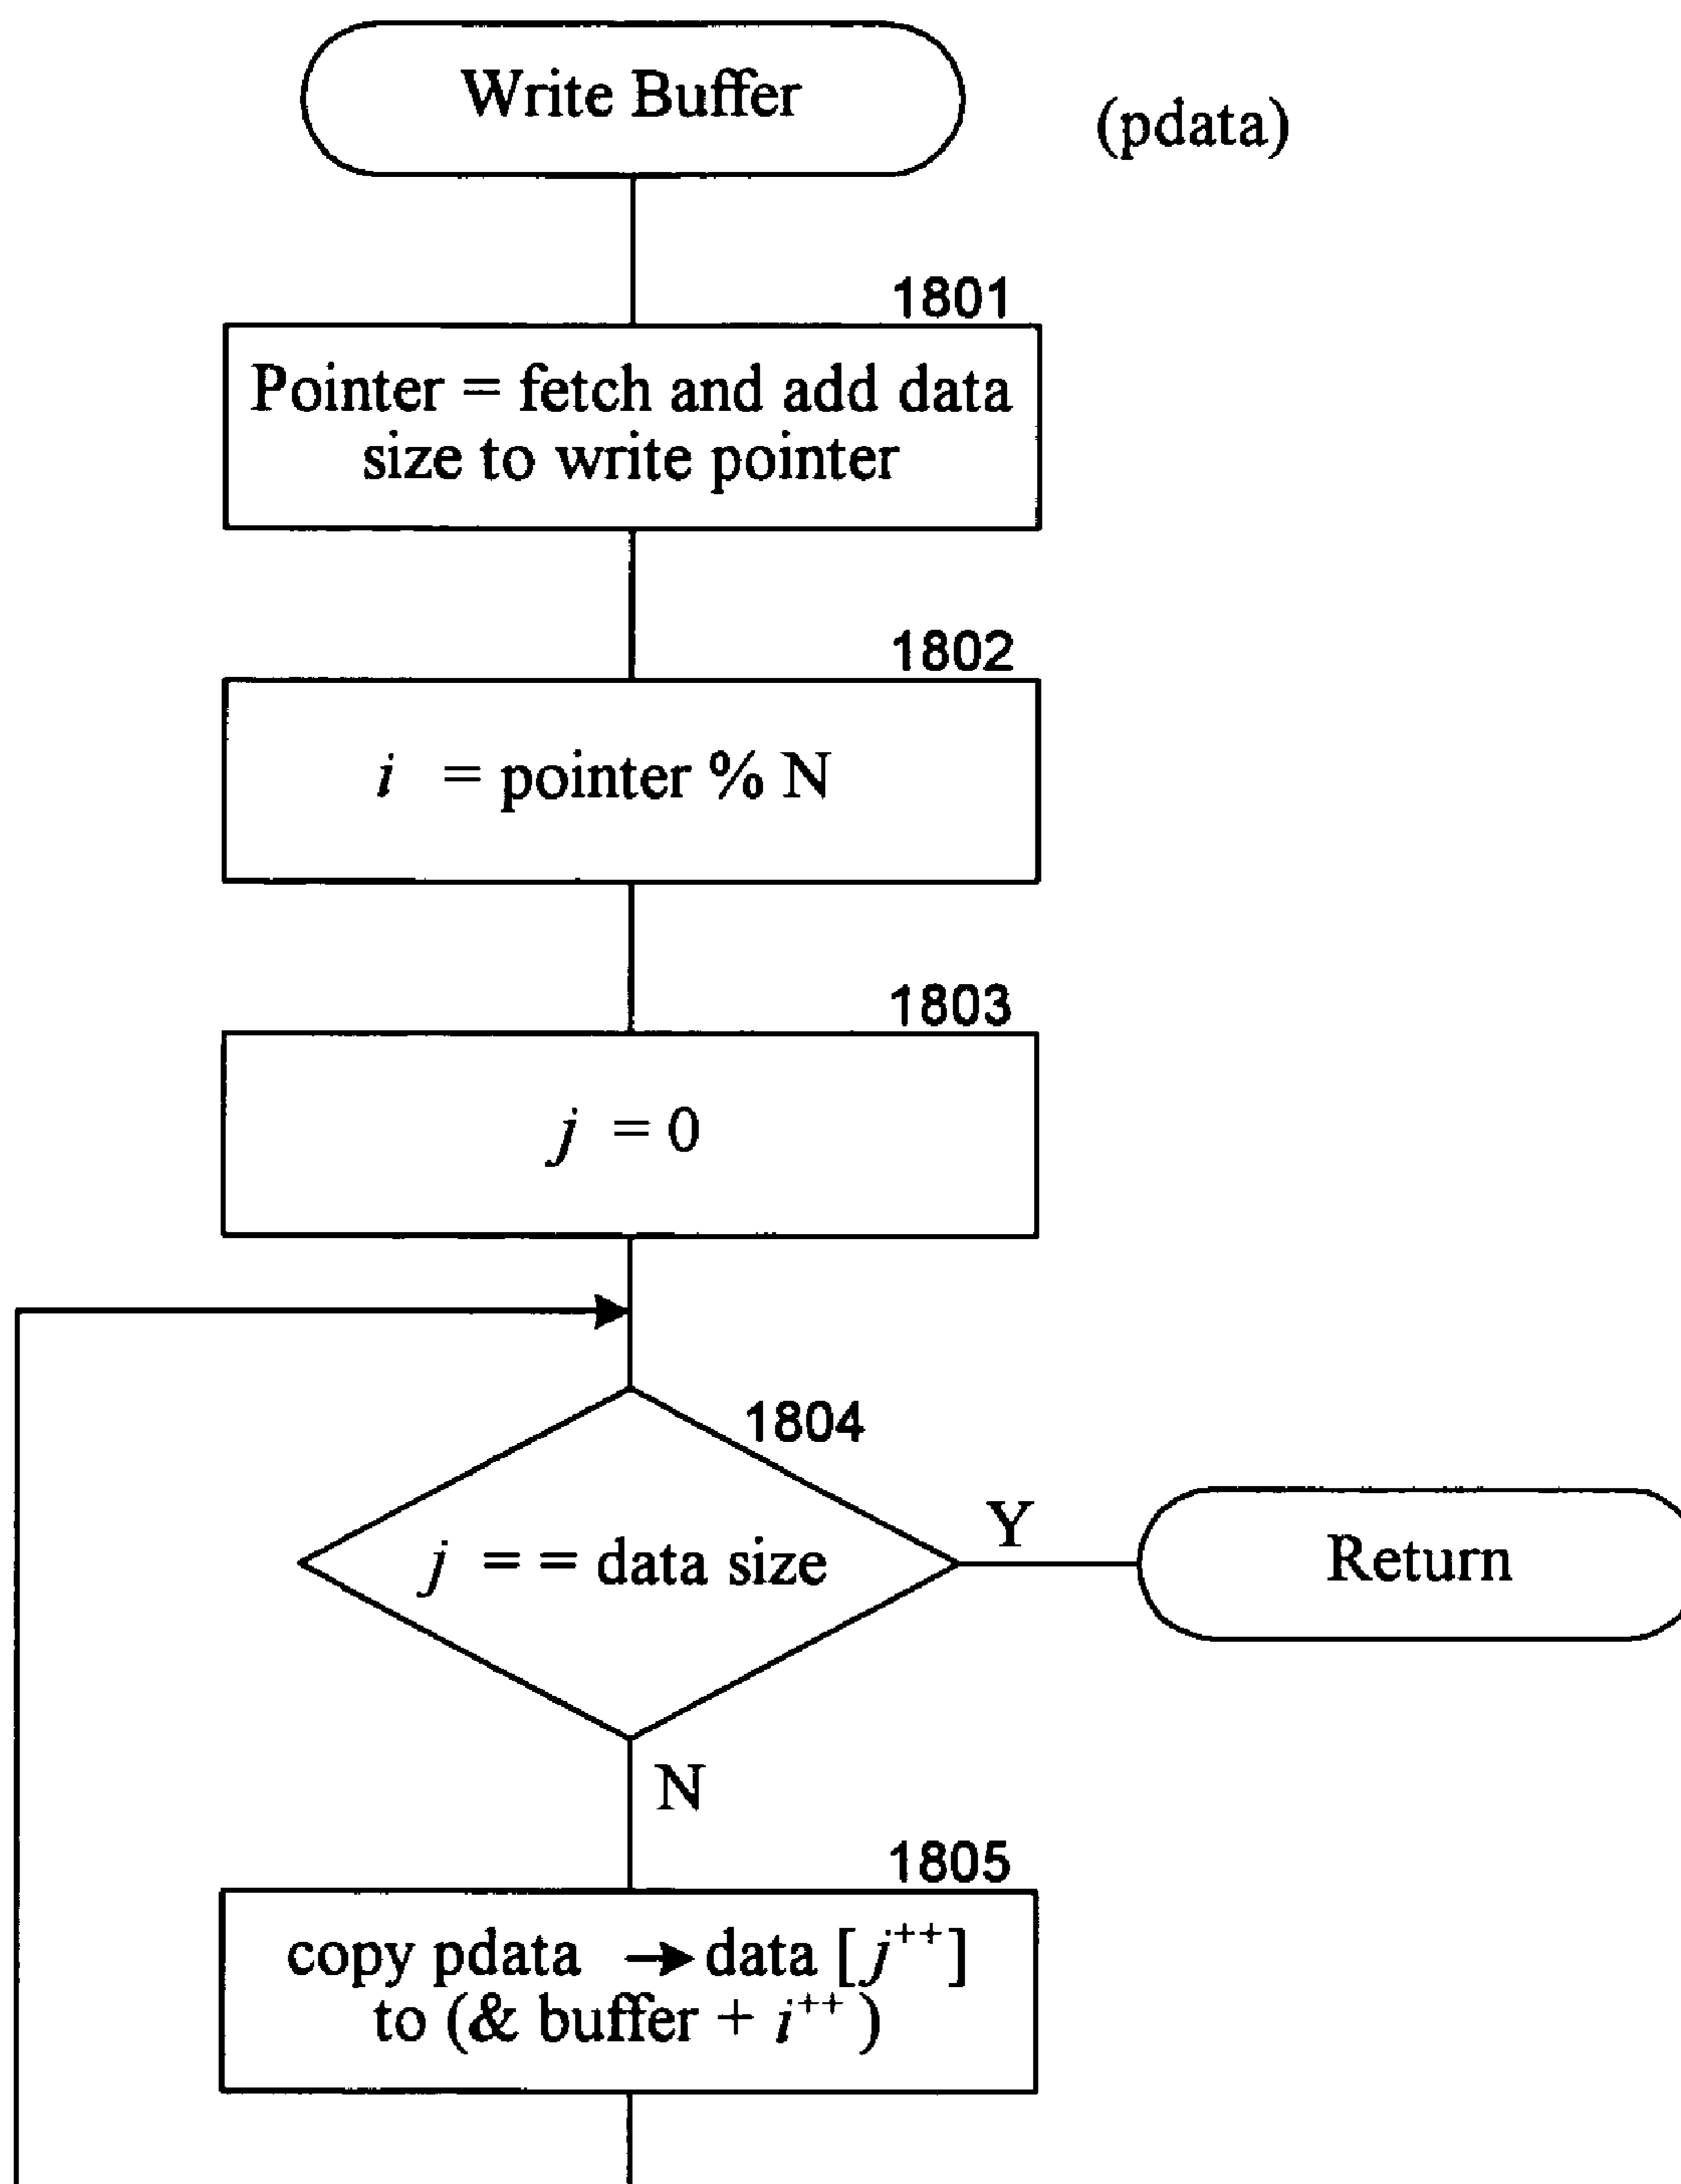 Write Buffer
(pdata)
1801
Pointer = fetch and add data
size to write pointer
1802
i = pointer % N
1803
j = 0
1804
j = = data size
Y
Return
N
1805
copy pdata → data [ j++ ]
to (& buffer + i++ )